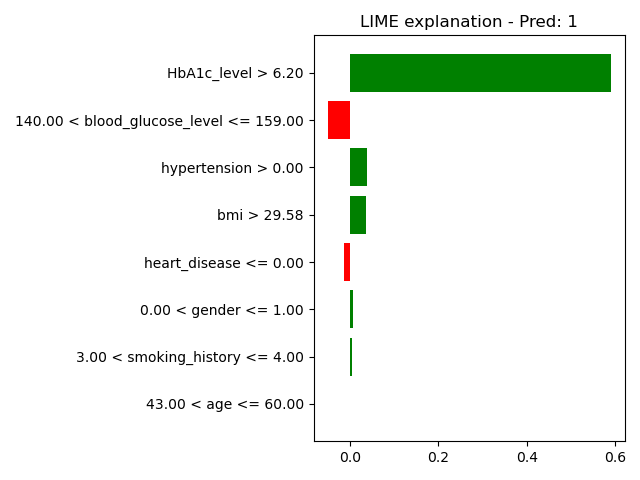 LIME explanation - Pred: 1
HbA1c_level > 6.20
140.00 < blood_glucose_level <= 159.00
hypertension > 0.00
bmi > 29.58
heart_disease <= 0.00
0.00 < gender <= 1.00
3.00 < smoking_history <= 4.00
43.00 < age <= 60.00
0.0 0.2 0.4 0.6